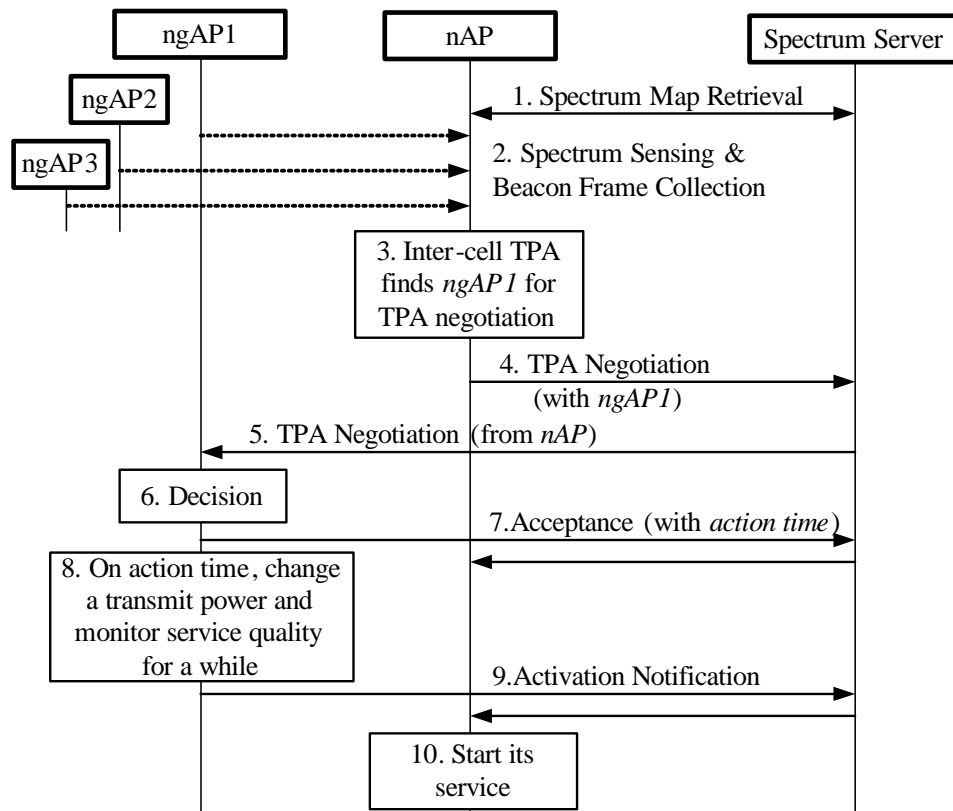 ngAP1
nAP
Spectrum Server
ngAP2
ngAP3
1. Spectrum Map Retrieval
2. Spectrum Sensing &
Beacon Frame Collection
3. Inter-cell TPA
finds ngAP1 for
TPA negotiation
4. TPA Negotiation
(with ngAP1)
5. TPA Negotiation (from nAP)
6. Decision
7.Acceptance (with action time)
8. On action time, change
a transmit power and
monitor service quality
for a while
9.Activation Notification
10. Start its
service